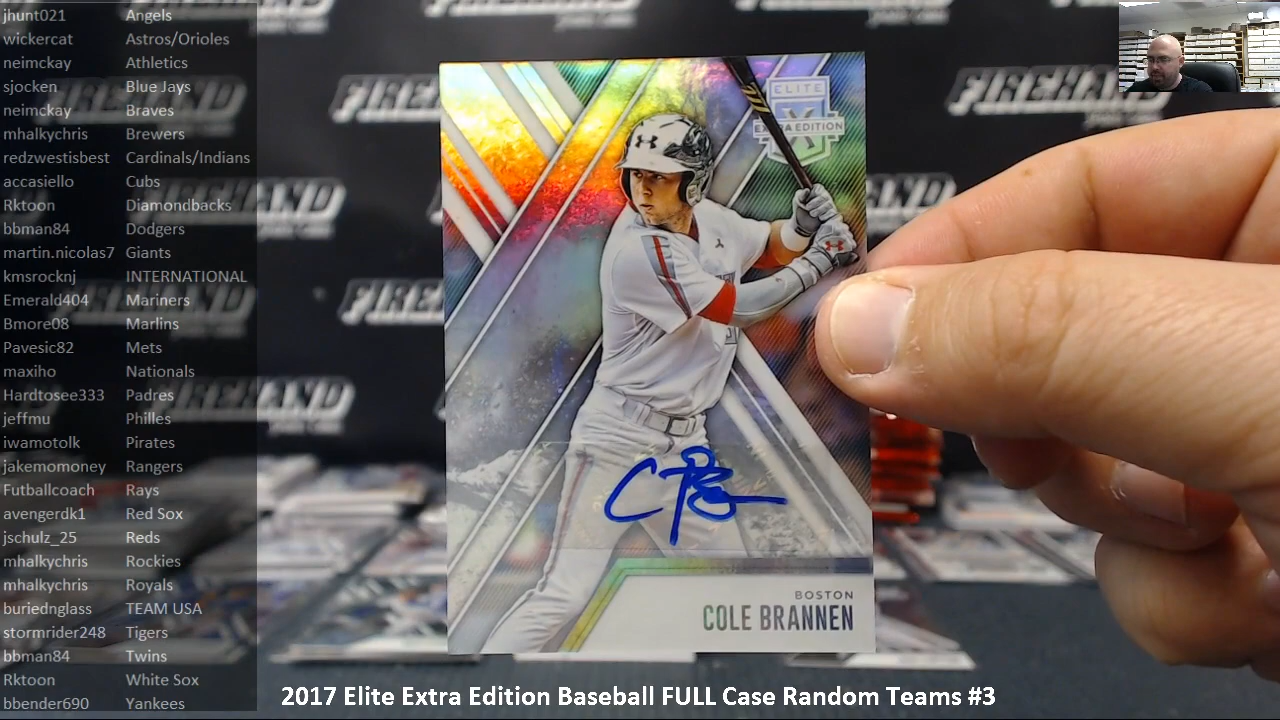 jhunt021 Angels
wickercat Astros/Orioles
neimckay Athletics
sjocken Blue Jays
neimckay Braves
mhalkychris Brewers
redzwestisbest Cardinals/Indians
accasiello Cubs
Rktoon Diamondbacks
bbman84 Dodgers
martin.nicolas7 Giants
kmsrocknj INTERNATIONAL
Emerald404 Mariners
Bmore08 Marlins
Pavesic82 Mets
maxiho Nationals
Hardtosee333 Padres
jeffmu Philles
iwamotolk Pirates
jakemomoney Rangers
Futballcoach Rays
avengerdk1 Red Sox
jschulz_25 Reds
mhalkychris Rockies
mhalkychris Royals
buriednglass TEAM USA
stormrider248 Tigers
bbman84 Twins
Rktoon White Sox
bbender690 Yankees
FIREHAND
ELITE
EXTRA EDITION
BOSTON
COLE BRANNEN
2017 Elite Extra Edition Baseball FULL Case Random Teams #3